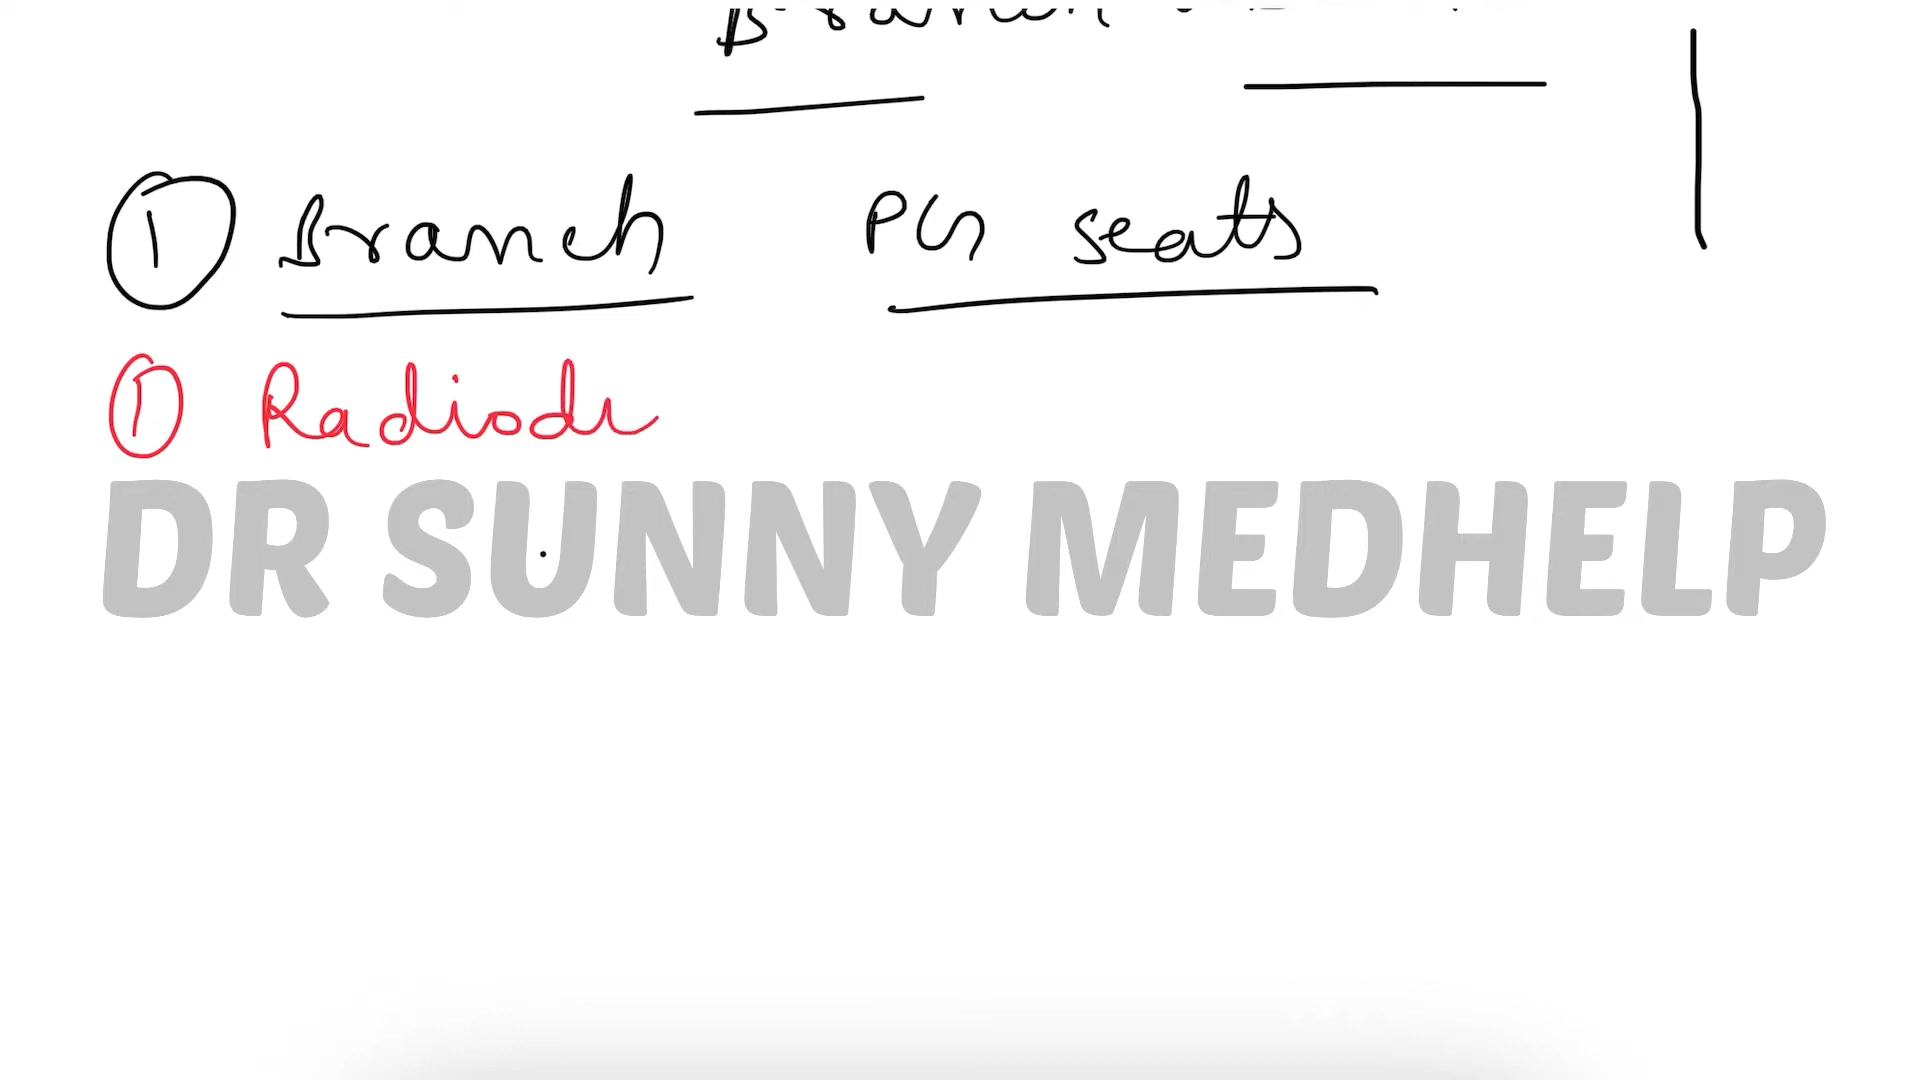 ① Branch PG seats
① Radiodi
DR SUNNY MEDHELP